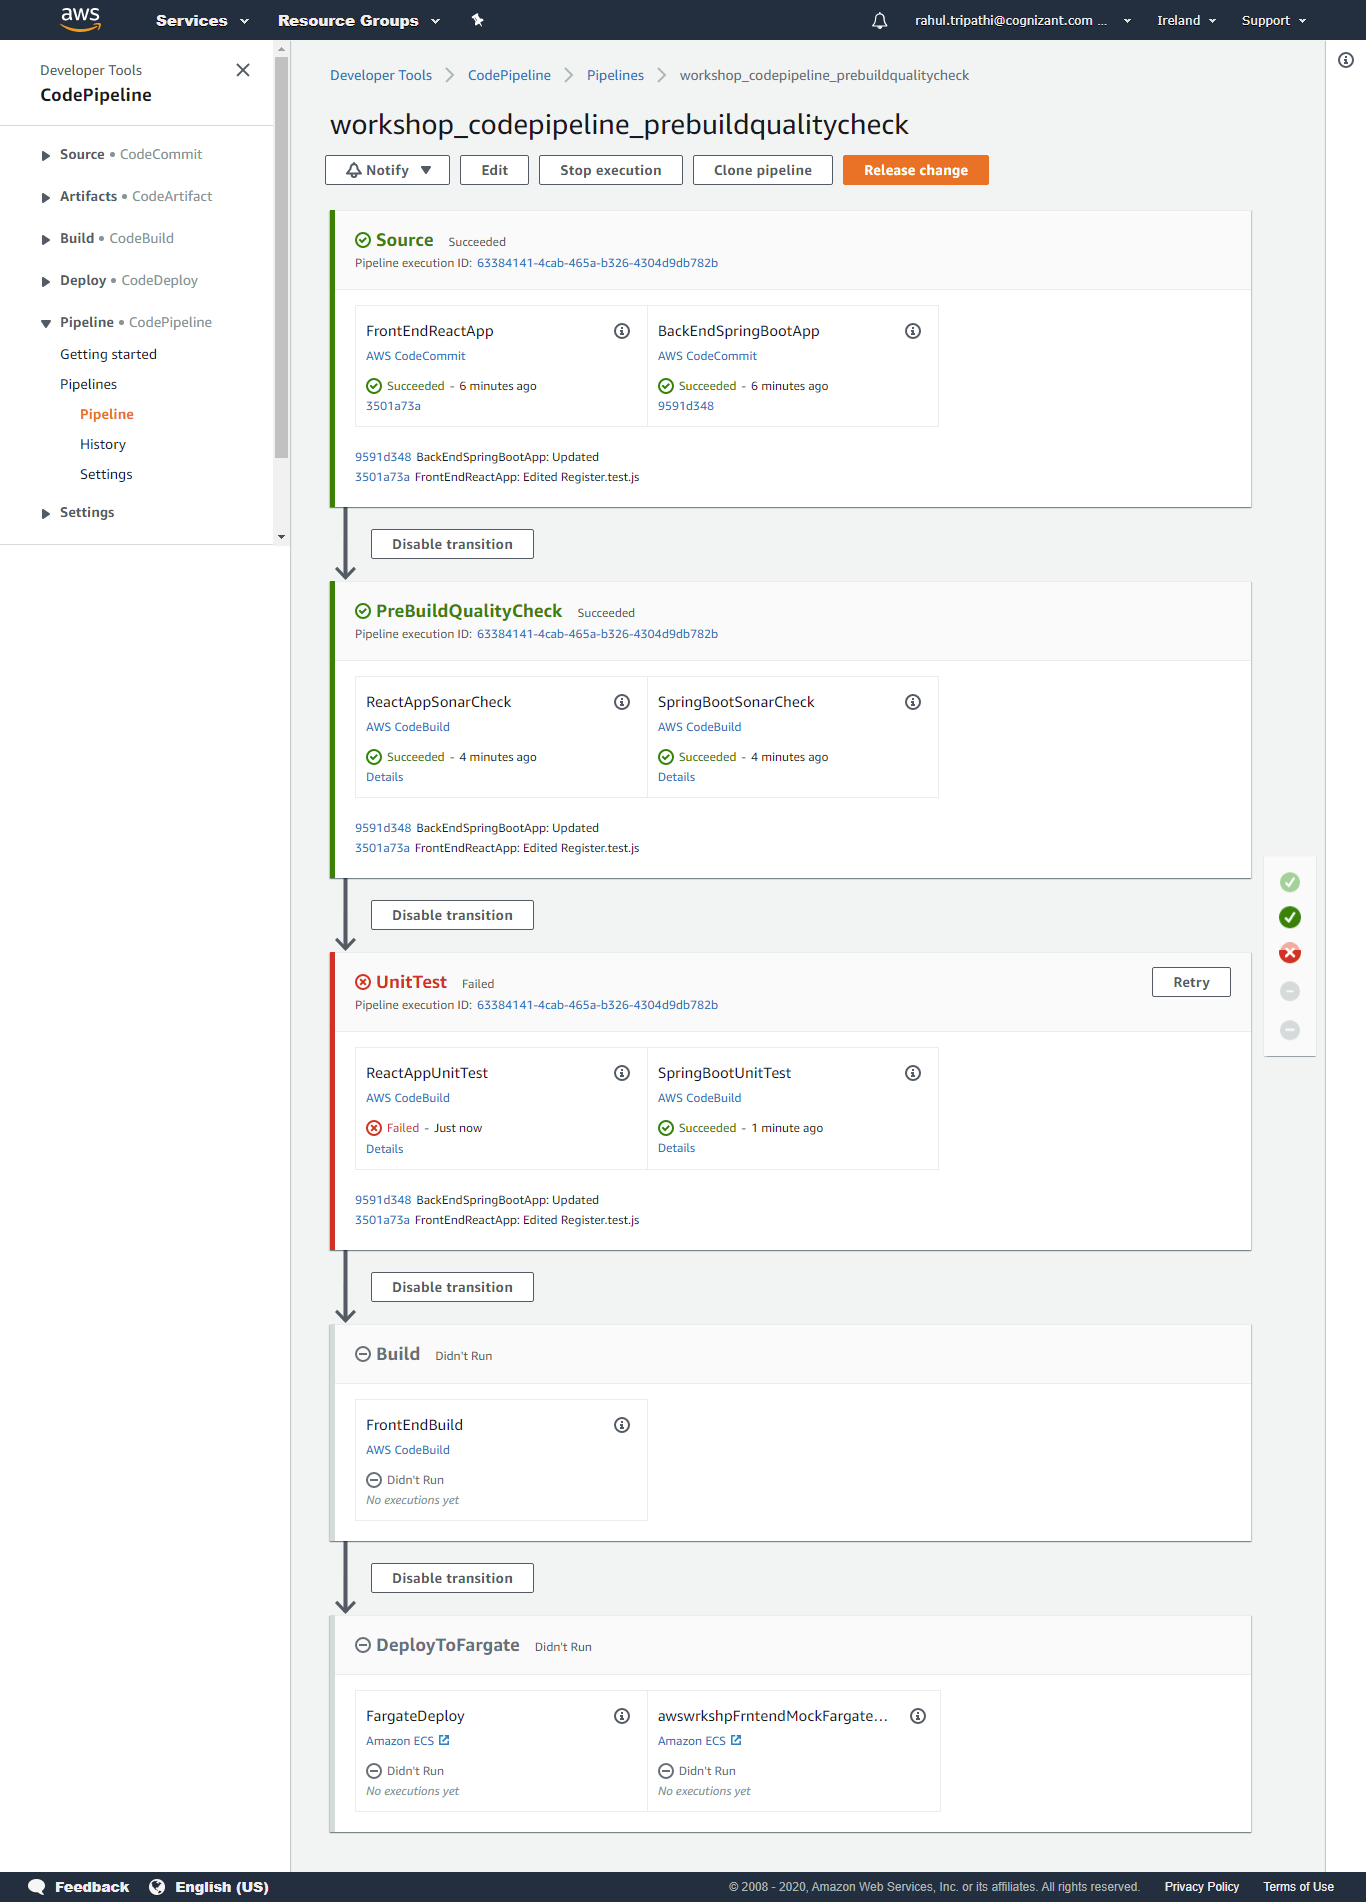 aws Services Resource Groups rahul.tripathi@cognizant.com ... Ireland Support
Developer Tools
CodePipeline
Source • CodeCommit
Artifacts • CodeArtifact
Build • CodeBuild
Deploy • CodeDeploy
Pipeline • CodePipeline
Getting started
Pipelines
Pipeline
History
Settings
Settings
Developer Tools CodePipeline Pipelines workshop_codepipeline_prebuildqualitycheck
workshop_codepipeline_prebuildqualitycheck
Notify Edit Stop execution Clone pipeline Release change
Source Succeeded
Pipeline execution ID: 63384141-4cab-465a-b326-4304d9db782b
FrontEndReactApp
AWS CodeCommit
Succeeded - 6 minutes ago
3501a73a
BackEndSpringBootApp
AWS CodeCommit
Succeeded - 6 minutes ago
9591d348
9591d348 BackEndSpringBootApp: Updated
3501a73a FrontEndReactApp: Edited Register.test.js
Disable transition
PreBuildQualityCheck Succeeded
Pipeline execution ID: 63384141-4cab-465a-b326-4304d9db782b
ReactAppSonarCheck
AWS CodeBuild
Succeeded - 4 minutes ago
Details
SpringBootSonarCheck
AWS CodeBuild
Succeeded - 4 minutes ago
Details
9591d348 BackEndSpringBootApp: Updated
3501a73a FrontEndReactApp: Edited Register.test.js
Disable transition
UnitTest Failed
Retry
Pipeline execution ID: 63384141-4cab-465a-b326-4304d9db782b
ReactAppUnitTest
AWS CodeBuild
Failed - Just now
Details
SpringBootUnitTest
AWS CodeBuild
Succeeded - 1 minute ago
Details
9591d348 BackEndSpringBootApp: Updated
3501a73a FrontEndReactApp: Edited Register.test.js
Disable transition
Build Didn't Run
FrontEndBuild
AWS CodeBuild
Didn't Run
No executions yet
Disable transition
DeployToFargate Didn't Run
FargateDeploy
Amazon ECS
Didn't Run
No executions yet
awswrkshpFrntendMockFargate...
Amazon ECS
Didn't Run
No executions yet
Feedback English (US) © 2008 - 2020, Amazon Web Services, Inc. or its affiliates. All rights reserved. Privacy Policy Terms of Use